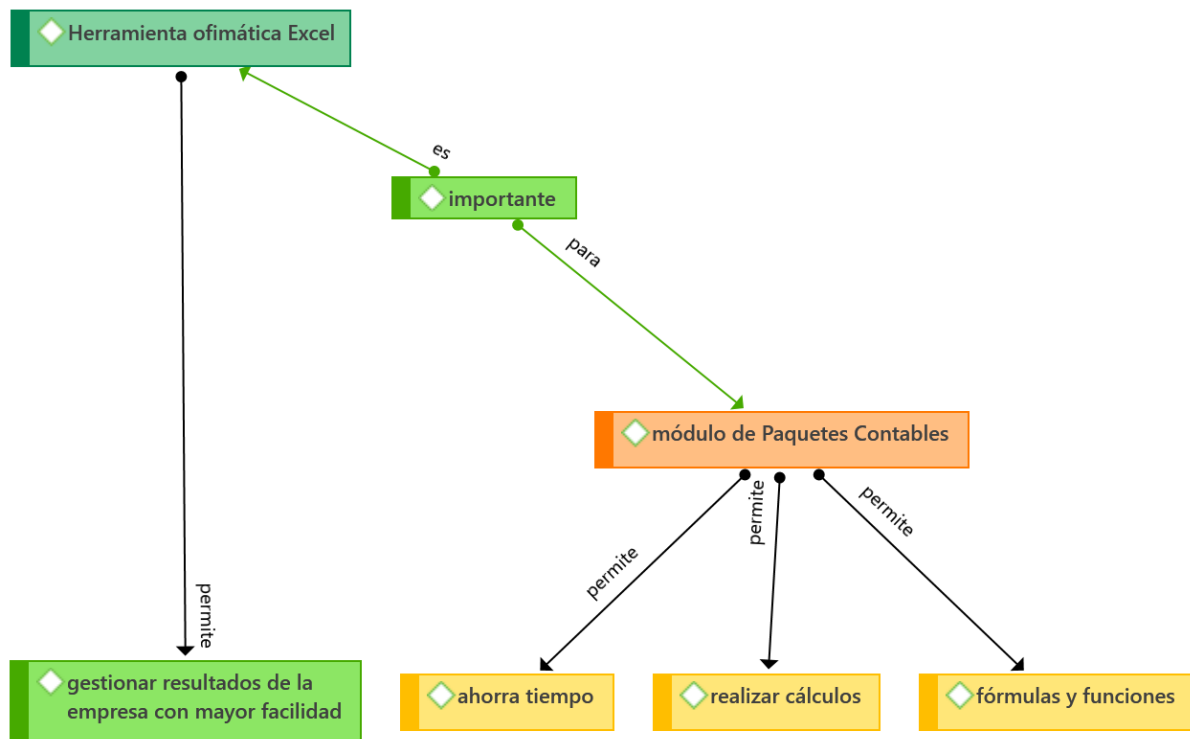 Herramienta ofimática Excel
es
importante
para
módulo de Paquetes Contables
permite
permite
permite
permite
gestionar resultados de la
empresa con mayor facilidad
ahorra tiempo
realizar cálculos
fórmulas y funciones